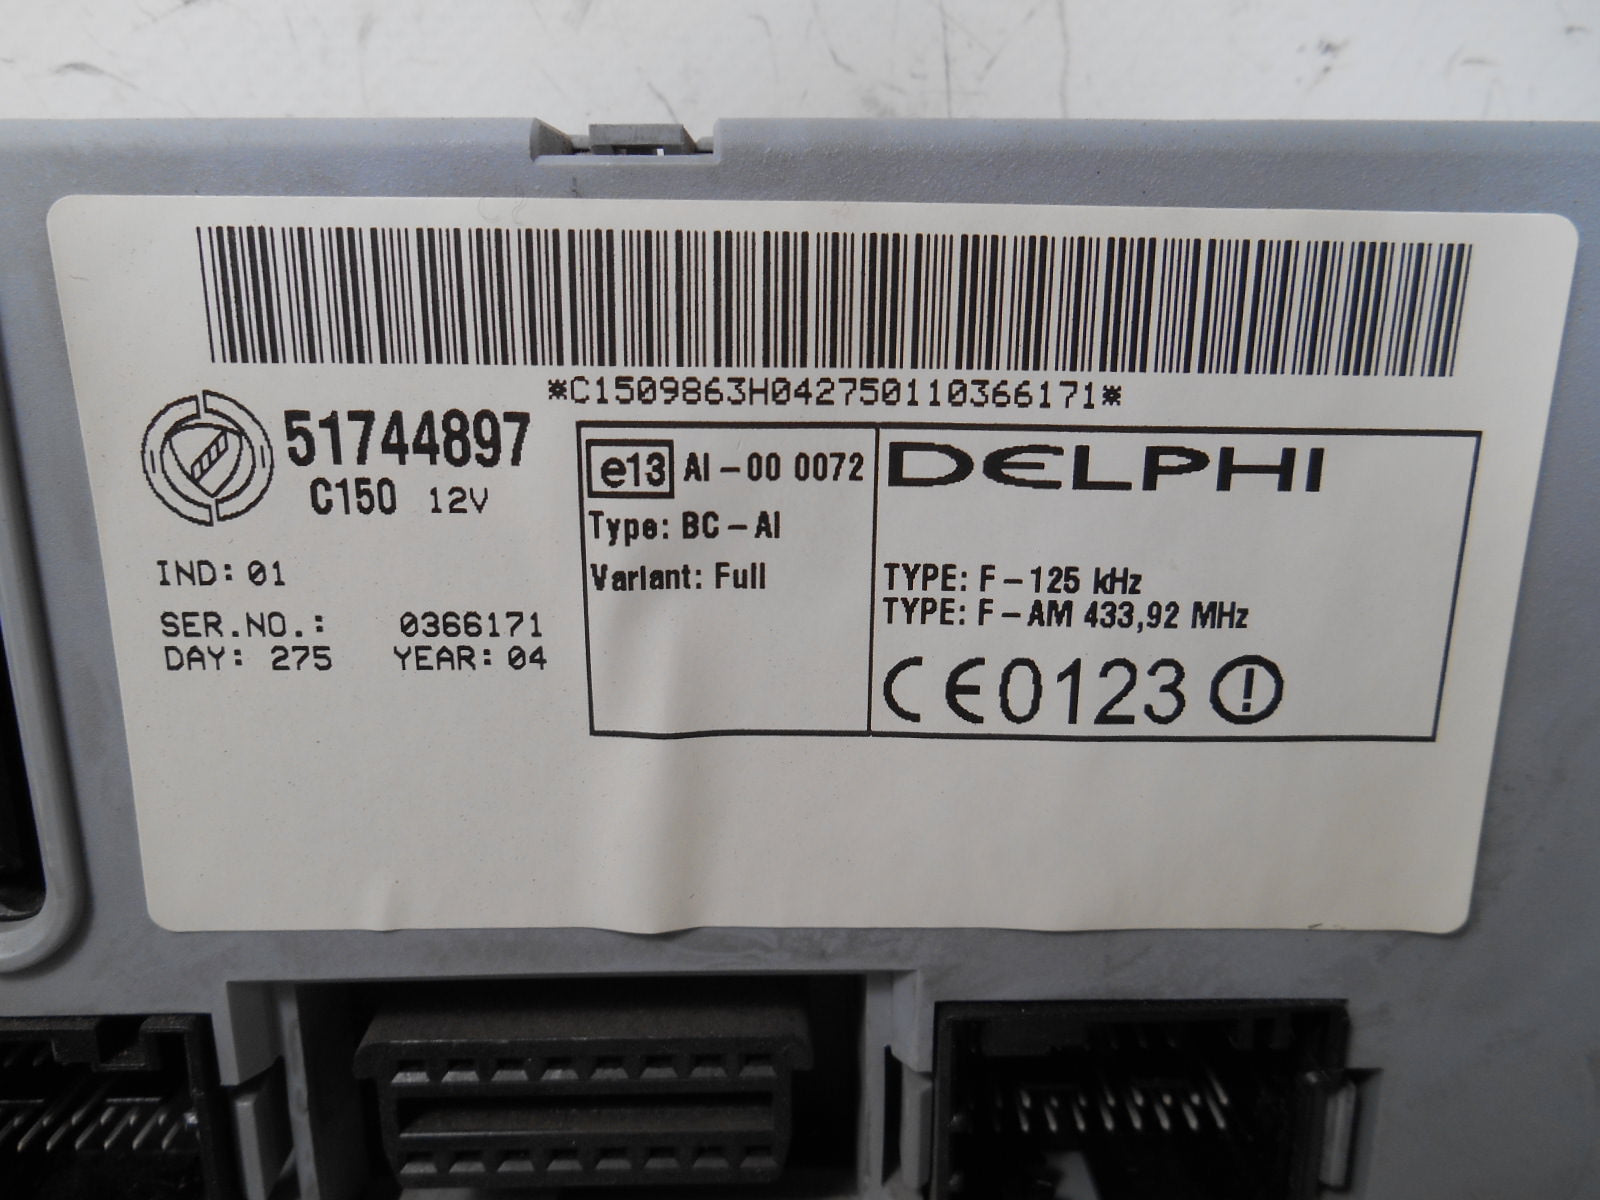 *C1509863H042750110366171*
51744897
C150 12V
IND: 01
SER.NO.: 0366171
DAY: 275 YEAR: 04
e13 AI-00 0072
Type: BC-AI
Variant: Full
DELPHI
TYPE: F-125 kHz
TYPE: F-AM 433,92 MHz
CE0123 !